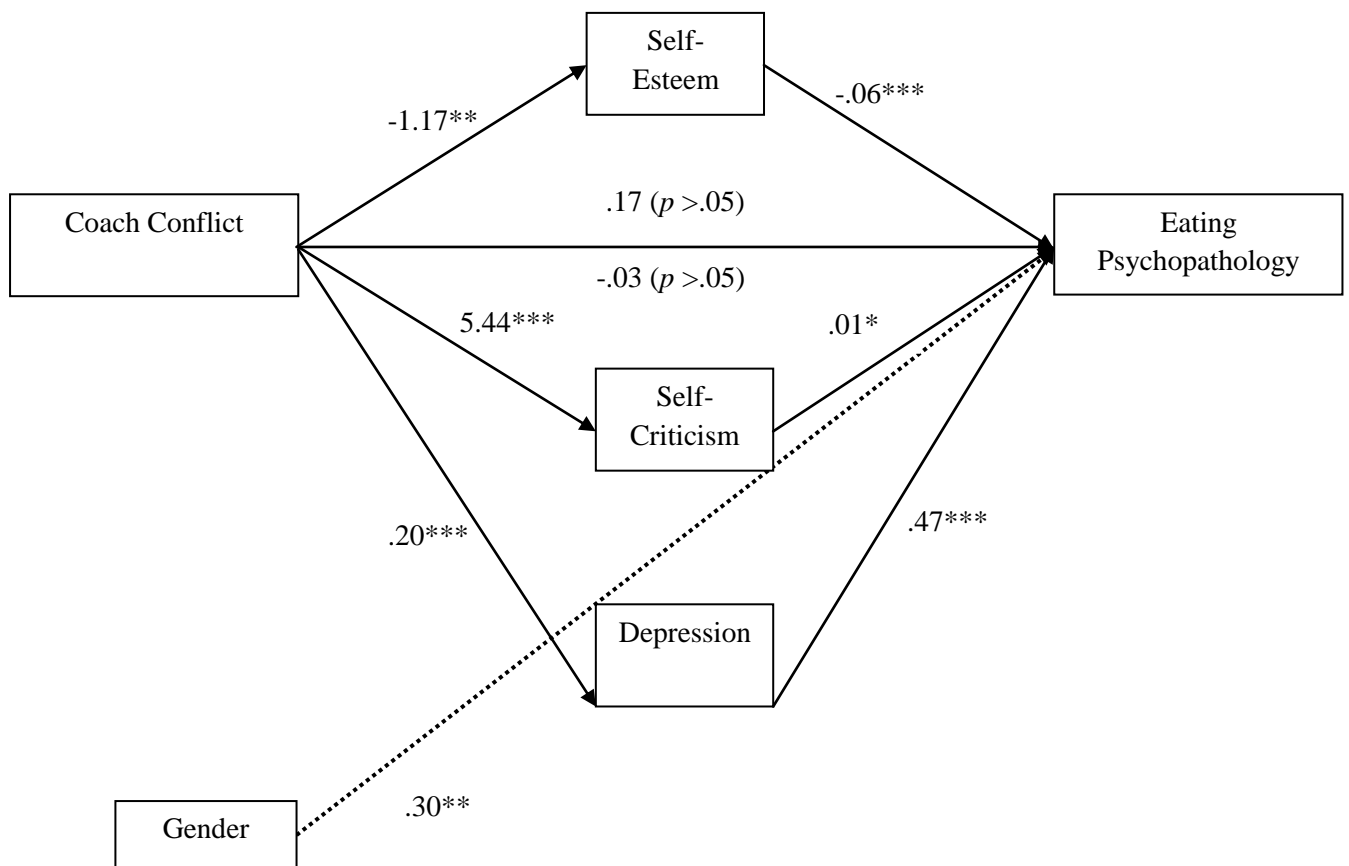 Self-
Esteem
-.06***
-1.17**
.17 (p >.05)
Coach Conflict
Eating
Psychopathology
-.03 (p >.05)
5.44***
.01*
Self-
Criticism
.20***
.47***
Depression
.30**
Gender